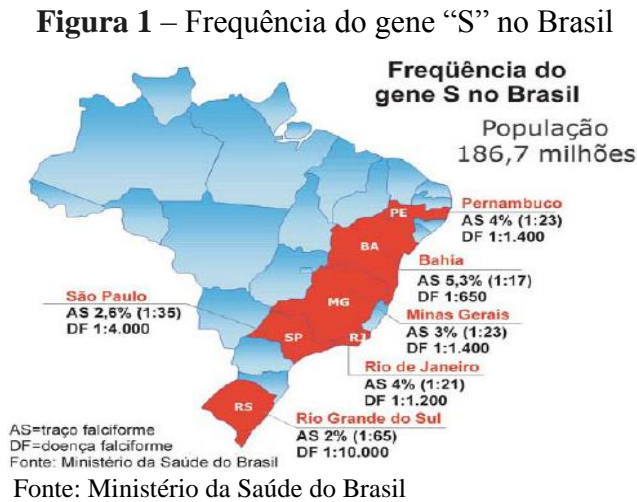 Figura 1 – Frequência do gene “S” no Brasil
Freqüência do
gene S no Brasil
População
186,7 milhões
Pernambuco
AS 4% (1:23)
DF 1:1.400
PE
BA
Bahia
AS 5,3% (1:17)
DF 1:650
MG
Minas Gerais
AS 3% (1:23)
DF 1:1.400
São Paulo
AS 2,6% (1:35)
DF 1:4.000
SP
RJ
Rio de Janeiro
AS 4% (1:21)
DF 1:1.200
RS
Rio Grande do Sul
AS 2% (1:65)
DF 1:10.000
AS=traço falciforme
DF=doença falciforme
Fonte: Ministério da Saúde do Brasil
Fonte: Ministério da Saúde do Brasil